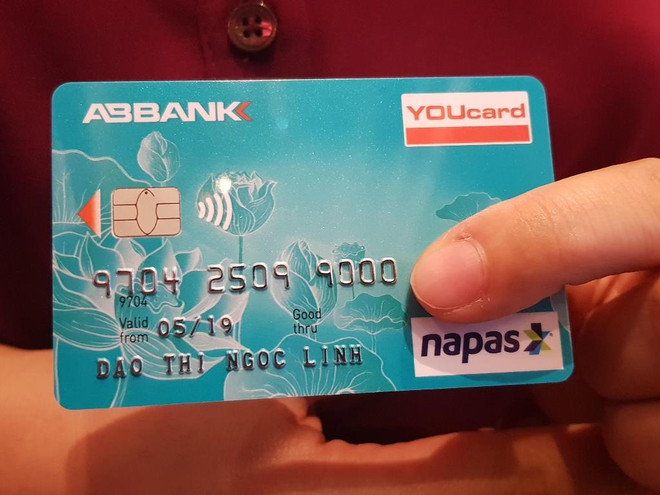 ABBANK
YOUcard
9704 2509 9000
9704
Valid from 05/19 Good thru
DAO THI NGOC LINH
napas